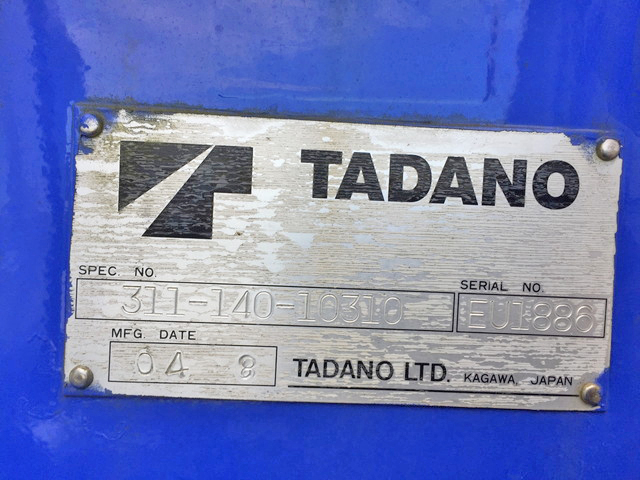 TADANO
SPEC. NO.
311-140-10310
SERIAL NO.
EU1886
MFG. DATE
04 8
TADANO LTD. KAGAWA, JAPAN